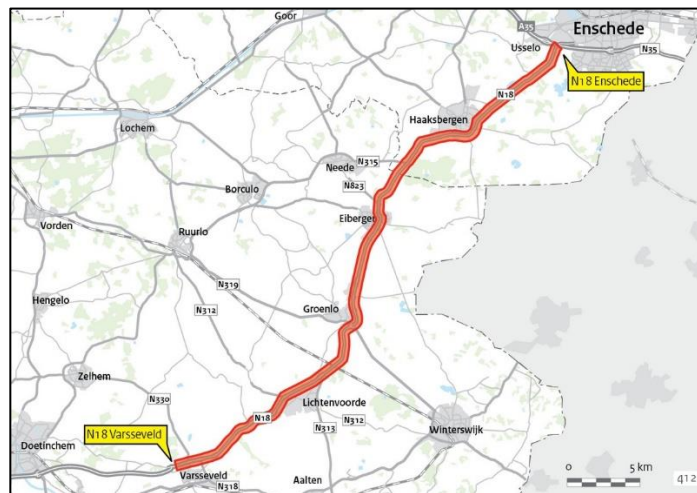 Goor
A35
Enschede
Usselo
N35
N18 Enschede
N18
Haaksbergen
Lochem
Neede
N315
N823
Borculo
Eibergen
Vorden
Ruurlo
N319
Hengelo
N312
Groenlo
Zelhem
N330
Lichtenvoorde
N18
N312
N313
Winterswijk
N18 Varsseveld
Doetinchem
Varsseveld
N318
Aalten
0 5 km
412